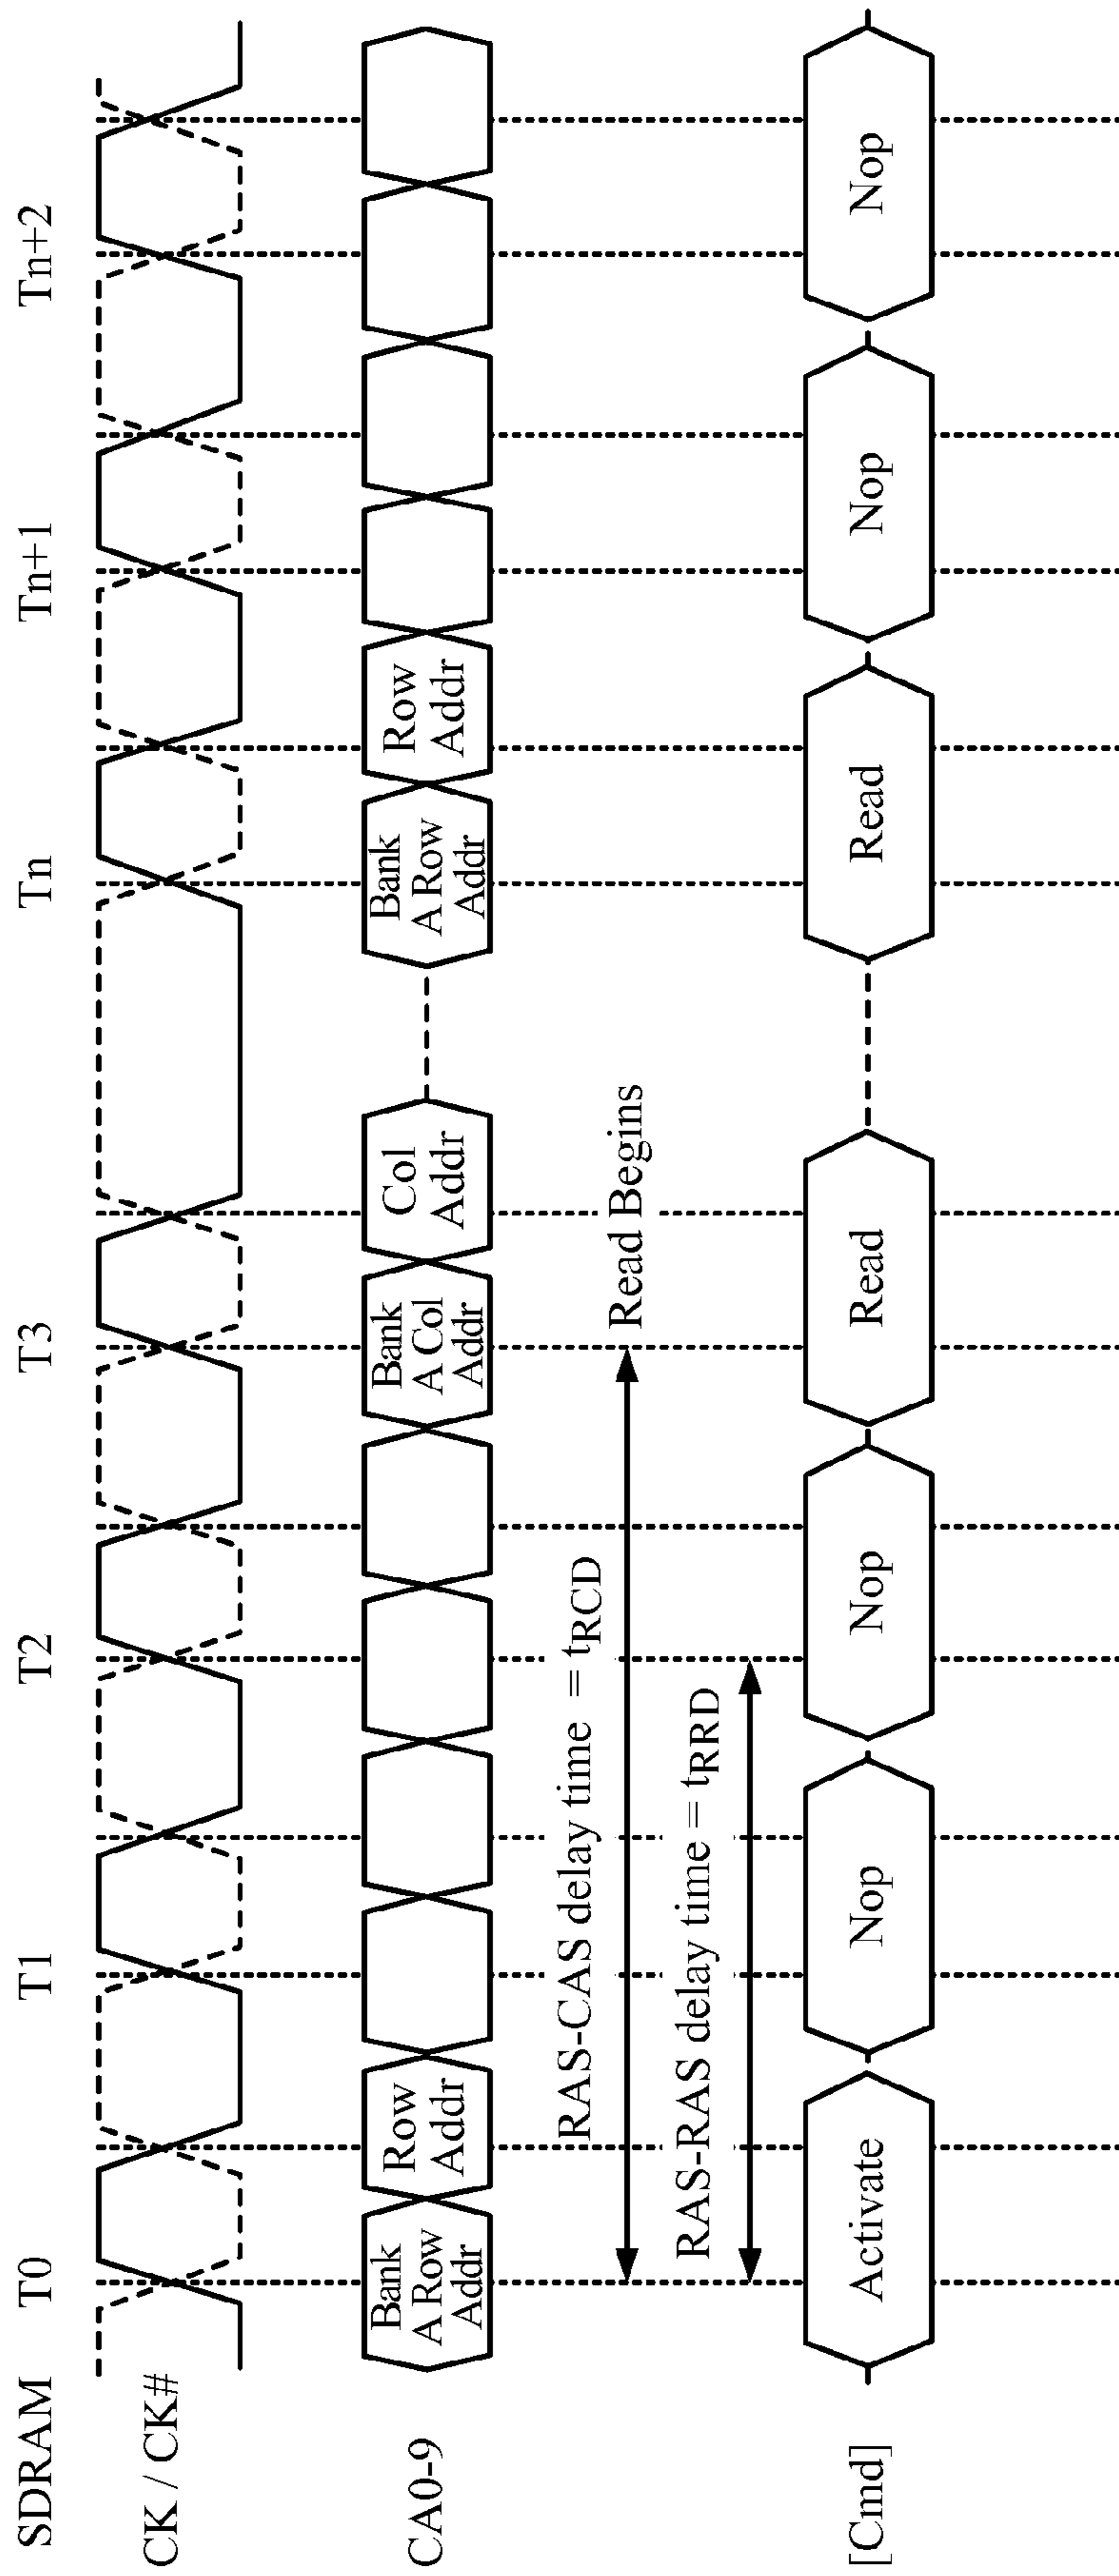 SDRAM T0 T1 T2 T3 Tn Tn+1 Tn+2
CK / CK#
CA0-9
Bank
A Row
Addr
Row
Addr
Bank
A Col
Addr
Col
Addr
Bank
A Row
Addr
Row
Addr
RAS-CAS delay time = tRCD
Read Begins
RAS-RAS delay time = tRRD
[Cmd] Activate Nop Nop Read Read Nop Nop